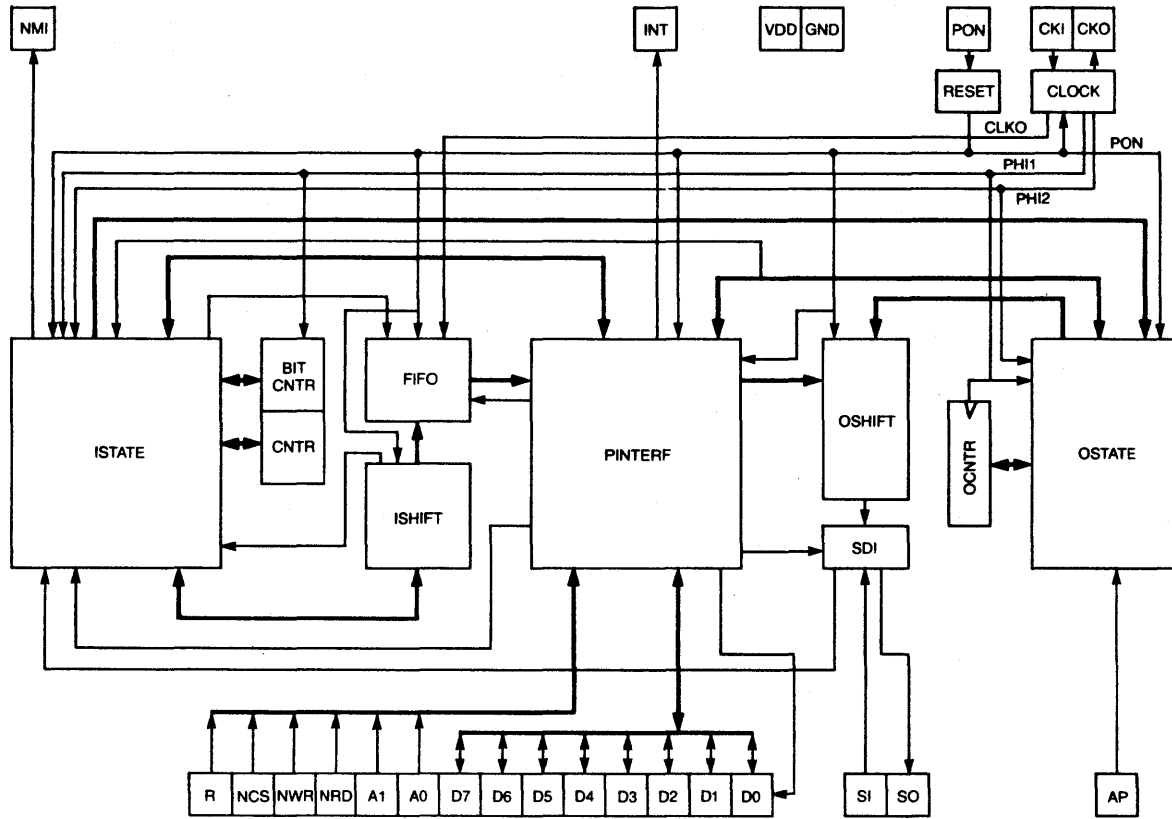 NMI
INT
VDD GND
PON
CKI CKO
RESET
CLOCK
CLKO
PON
PHI1
PHI2
BIT
CNTR
CNTR
ISTATE
FIFO
ISHIFT
PINTERF
OSHIFT
SDI
OCNTR
OSTATE
R NCS NWR NRD A1 A0 D7 D6 D5 D4 D3 D2 D1 D0
SI SO
AP